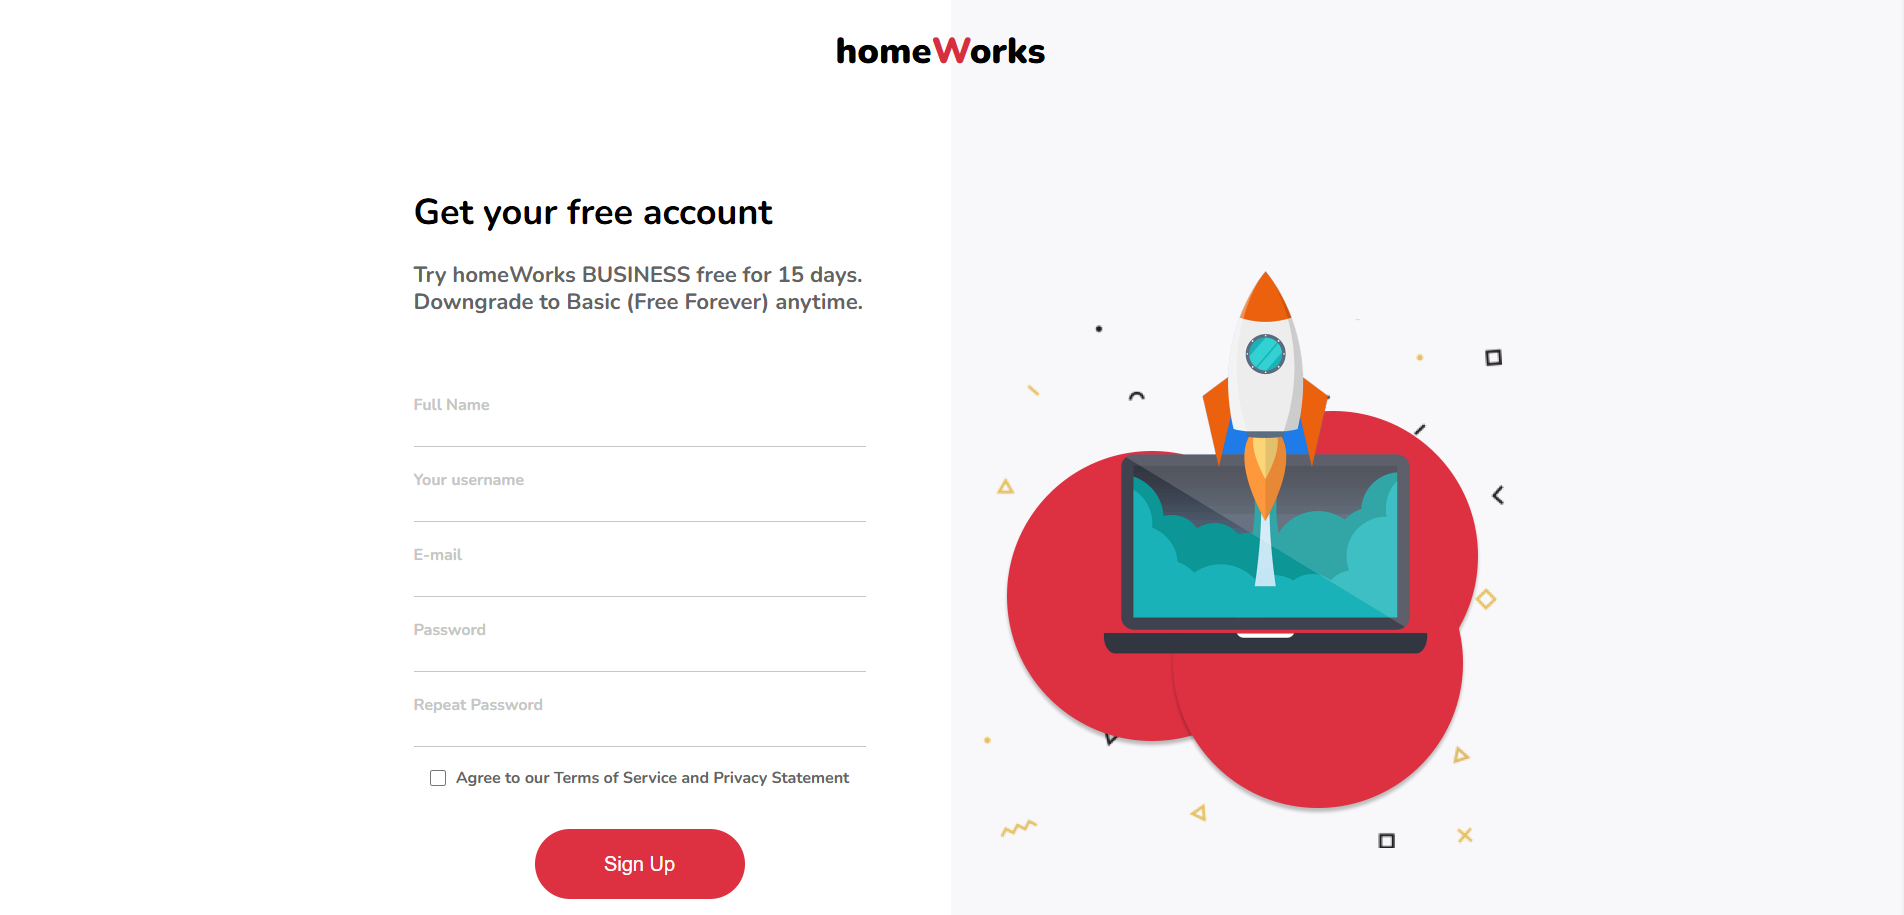 homeWorks
Get your free account
Try homeWorks BUSINESS free for 15 days.
Downgrade to Basic (Free Forever) anytime.
Full Name
Your username
E-mail
Password
Repeat Password
Agree to our Terms of Service and Privacy Statement
Sign Up